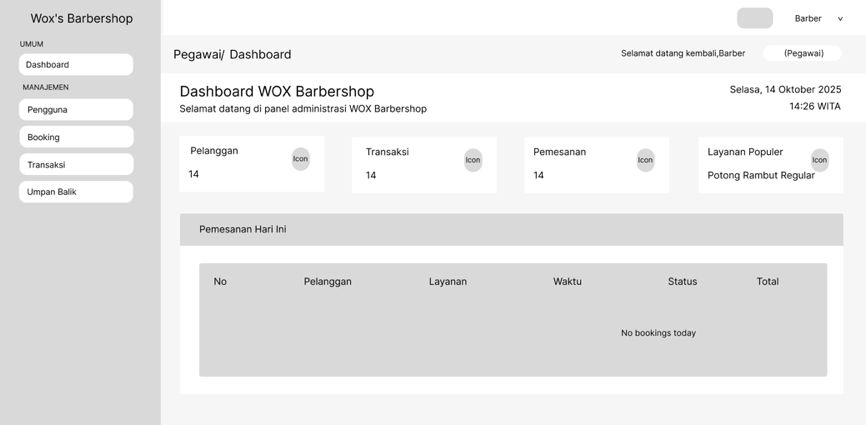 Wox's Barbershop
UMUM
Dashboard
MANAJEMEN
Pengguna
Booking
Transaksi
Umpan Balik
Barber v
Pegawai/ Dashboard
Selamat datang kembali,Barber (Pegawai)
Dashboard WOX Barbershop
Selamat datang di panel administrasi WOX Barbershop
Selasa, 14 Oktober 2025
14:26 WITA
Pelanggan
Icon
14
Transaksi
Icon
14
Pemesanan
Icon
14
Layanan Populer
Icon
Potong Rambut Regular
Pemesanan Hari Ini
No Pelanggan Layanan Waktu Status Total
No bookings today